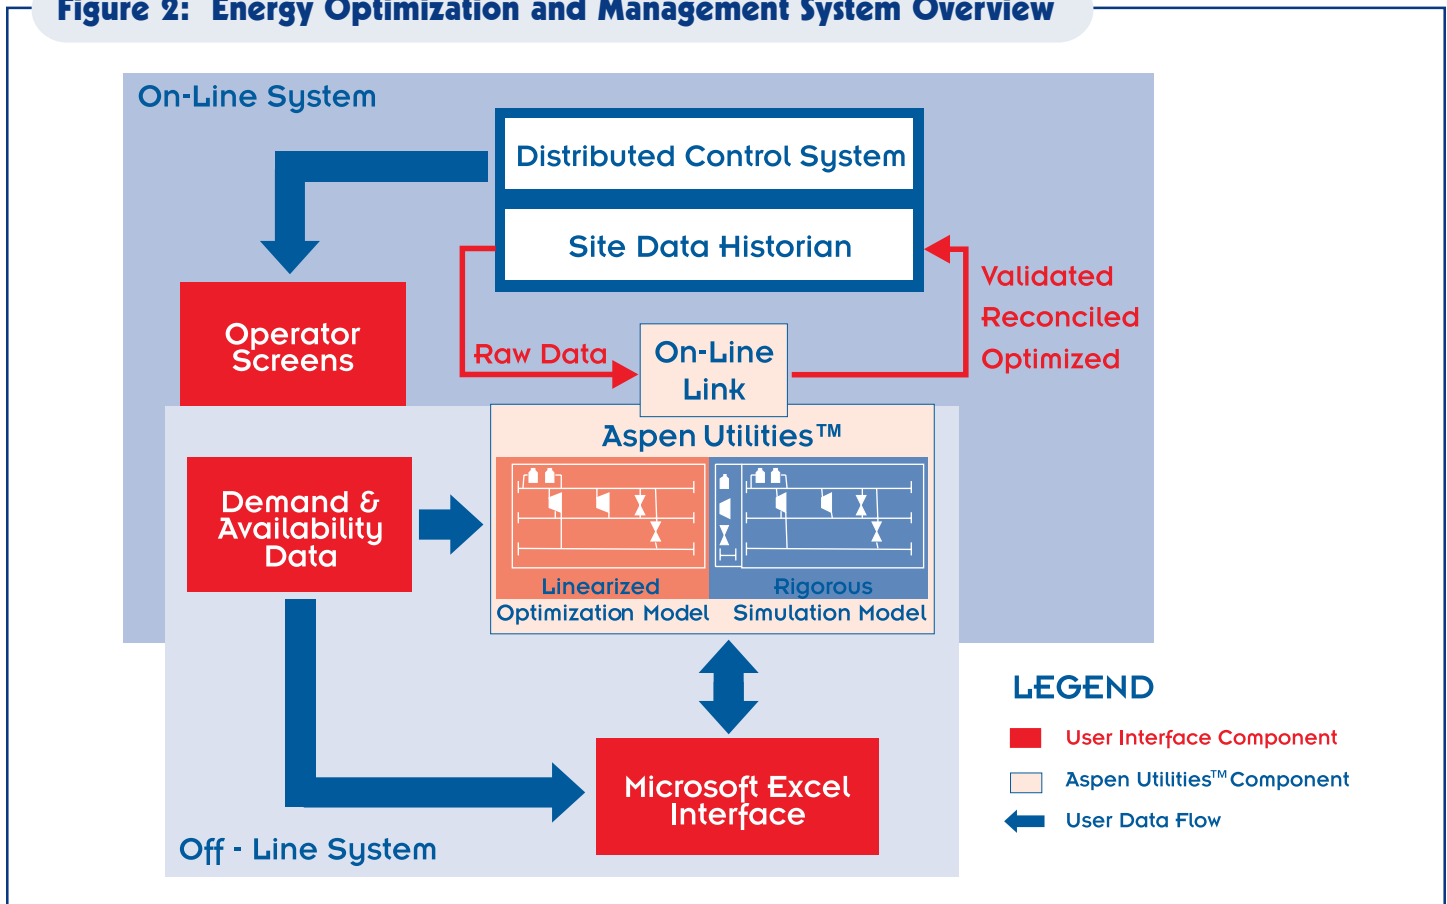 Figure 2: Energy Optimization and Management System Overview
On-Line System
Distributed Control System
Site Data Historian
Validated
Reconciled
Optimized
Operator
Screens
Raw Data
On-Line
Link
Aspen Utilities™
Demand &
Availability
Data
Linearized
Optimization Model
Rigorous
Simulation Model
Microsoft Excel
Interface
Off - Line System
LEGEND
User Interface Component
Aspen Utilities™ Component
User Data Flow